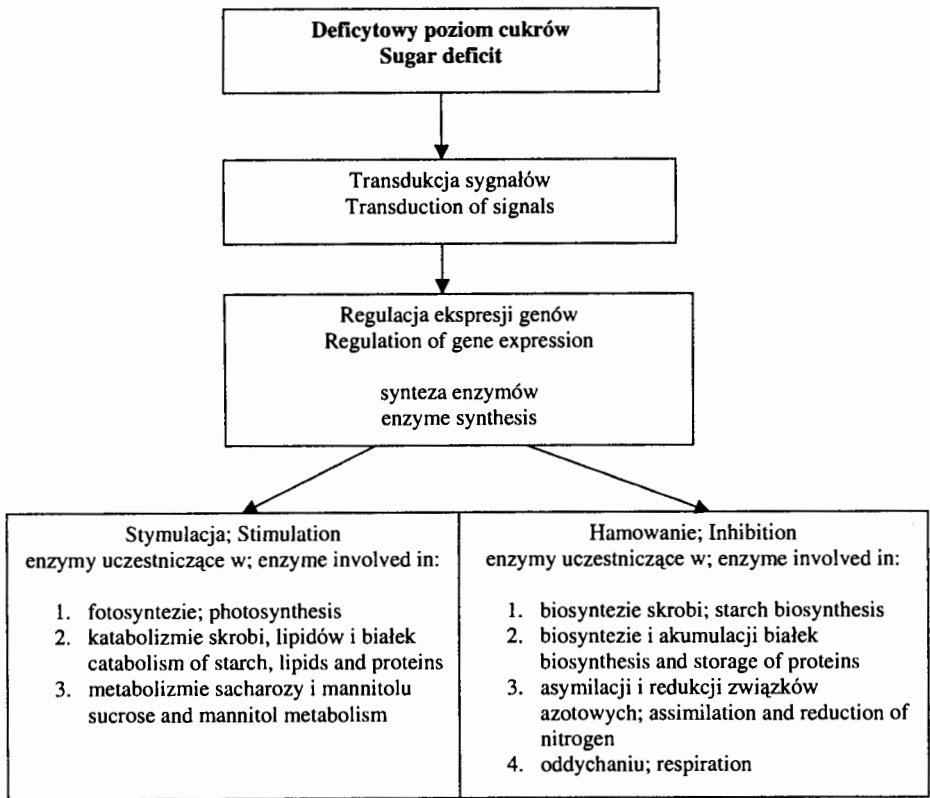 Deficytowy poziom cukrów
Sugar deficit
Transdukcja sygnałów
Transduction of signals
Regulacja ekspresji genów
Regulation of gene expression
synteza enzymów
enzyme synthesis
Stymulacja; Stimulation
enzymy uczestniczące w; enzyme involved in:
1. fotosyntezie; photosynthesis
2. katabolizmie skrobi, lipidów i białek
catabolism of starch, lipids and proteins
3. metabolizmie sacharozy i mannitolu
sucrose and mannitol metabolism
Hamowanie; Inhibition
enzymy uczestniczące w; enzyme involved in:
1. biosyntezie skrobi; starch biosynthesis
2. biosyntezie i akumulacji białek
biosynthesis and storage of proteins
3. asymilacji i redukcji związków
azotowych; assimilation and reduction of
nitrogen
4. oddychaniu; respiration